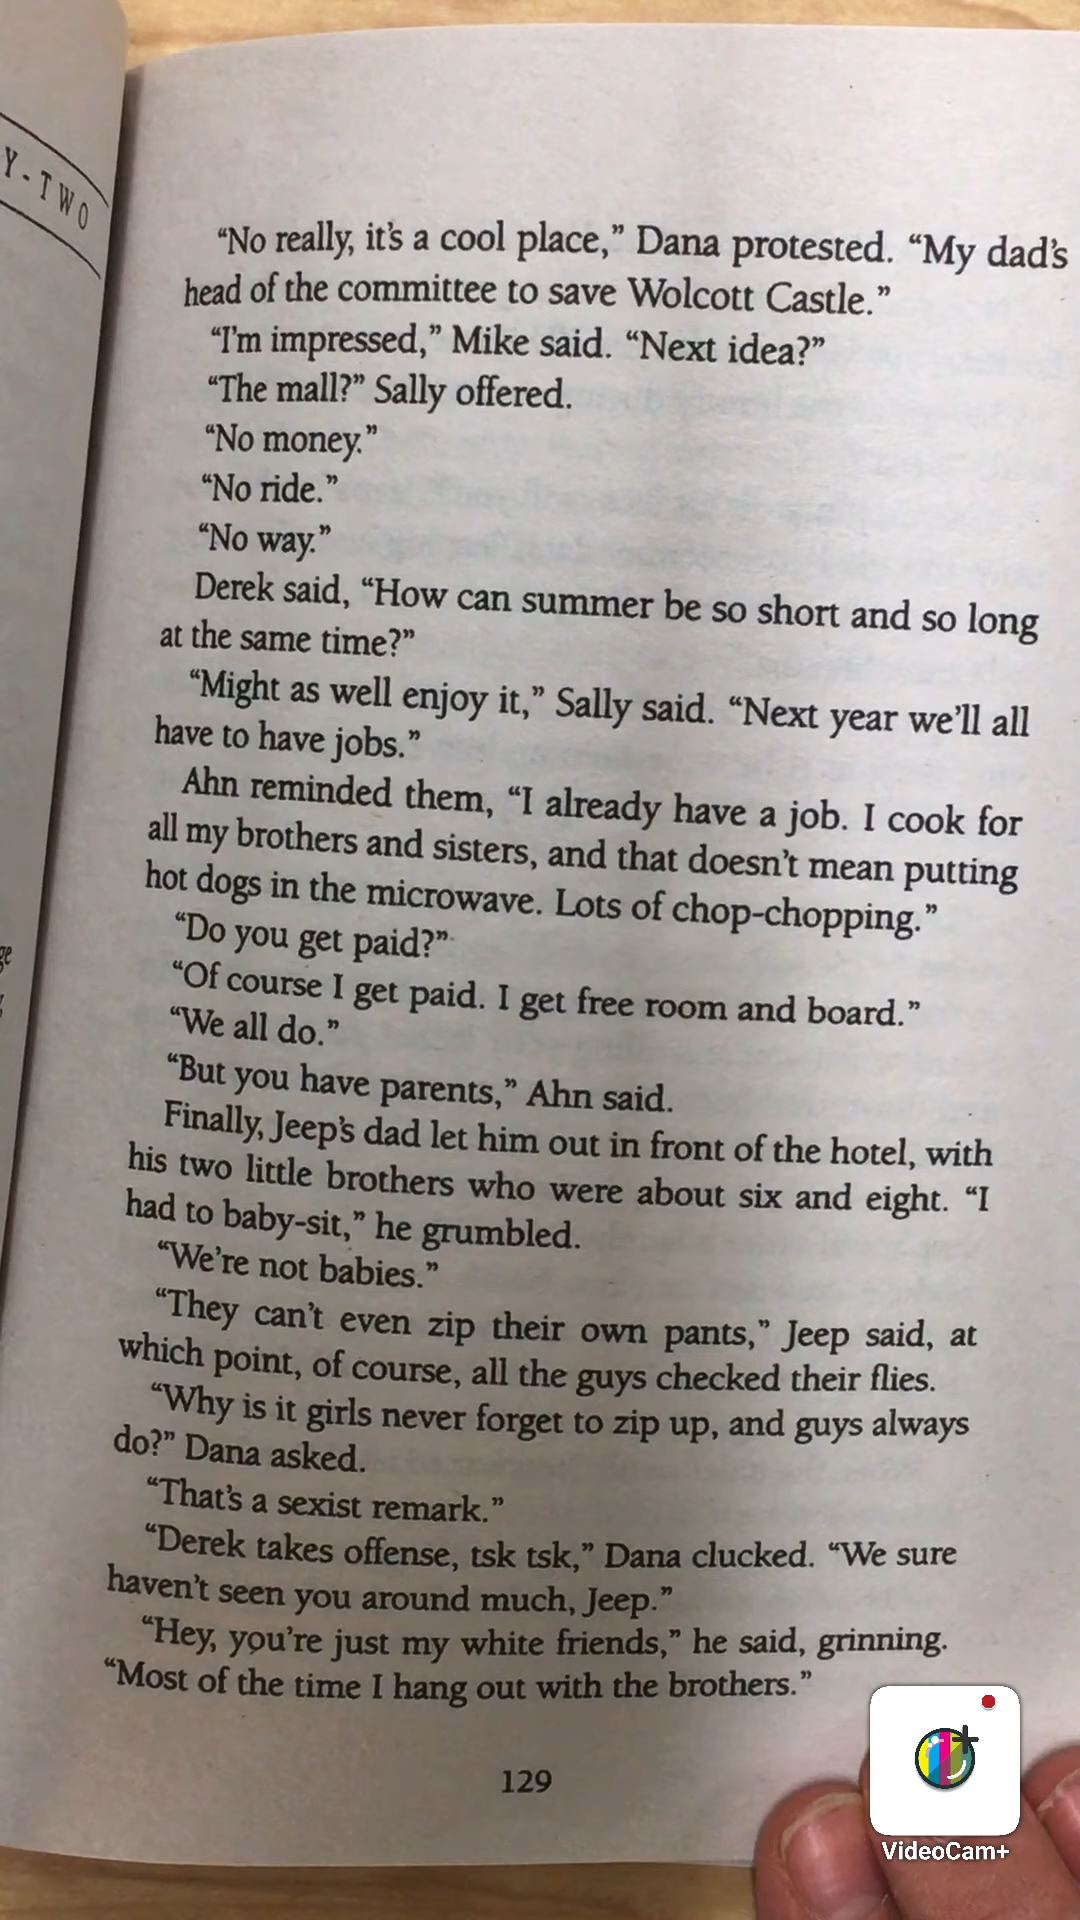 Y-TWO
“No really, it’s a cool place,” Dana protested. “My dad’s
head of the committee to save Wolcott Castle.”
“I’m impressed,” Mike said. “Next idea?”
“The mall?” Sally offered.
“No money.”
“No ride.”
“No way.”
Derek said, “How can summer be so short and so long
at the same time?”
“Might as well enjoy it,” Sally said. “Next year we’ll all
have to have jobs.”
Ahn reminded them, “I already have a job. I cook for
all my brothers and sisters, and that doesn’t mean putting
hot dogs in the microwave. Lots of chop-chopping.”
“Do you get paid?”
“Of course I get paid. I get free room and board.”
“We all do.”
“But you have parents,” Ahn said.
Finally, Jeep’s dad let him out in front of the hotel, with
his two little brothers who were about six and eight. “I
had to baby-sit,” he grumbled.
“We’re not babies.”
“They can’t even zip their own pants,” Jeep said, at
which point, of course, all the guys checked their flies.
“Why is it girls never forget to zip up, and guys always
do?” Dana asked.
“That’s a sexist remark.”
“Derek takes offense, tsk tsk,” Dana clucked. “We sure
haven’t seen you around much, Jeep.”
“Hey, you’re just my white friends,” he said, grinning.
“Most of the time I hang out with the brothers.”
129
VideoCam+